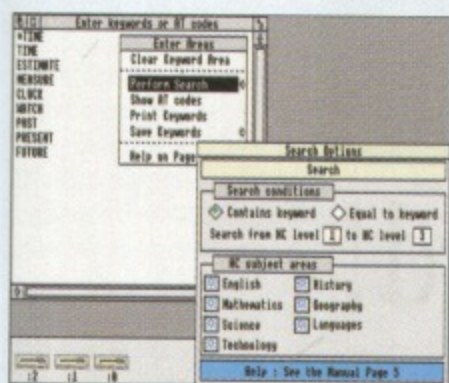 Enter keywords or AT codes
*TIME
TIME
ESTIMATE
MEASURE
CLOCK
WATCH
PAST
PRESENT
FUTURE
Enter Areas
Clear Keyword Area
Perform Search
Show AT codes
Print Keywords
Save Keywords
Help on Page
Search Options
Search
Search conditions
Contains keyword Equal to keyword
Search from NC level 1 to NC level 3
NC subject areas
English History
Mathematics Geography
Science Languages
Technology
Help : See the Manual Page 5
:2 :1 :0